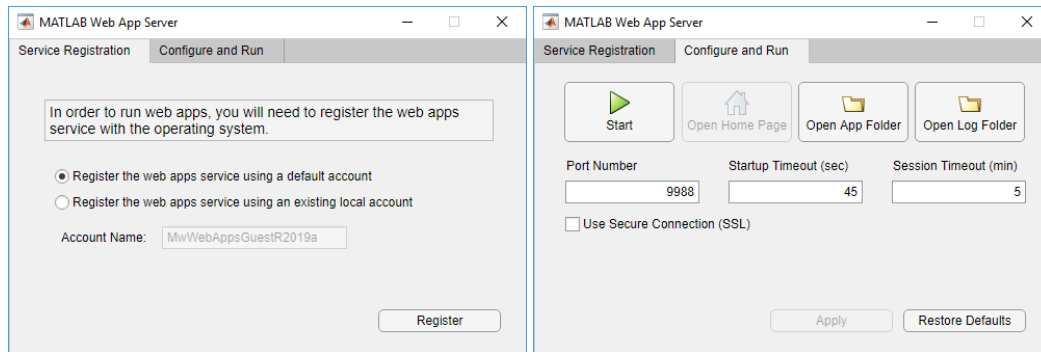 MATLAB Web App Server
Service Registration
Configure and Run
In order to run web apps, you will need to register the web apps
service with the operating system.
Register the web apps service using a default account
Register the web apps service using an existing local account
Account Name:
MwWebAppsGuestR2019a
Register
MATLAB Web App Server
Service Registration
Configure and Run
Start
Open Home Page
Open App Folder
Open Log Folder
Port Number
Startup Timeout (sec)
Session Timeout (min)
9988
45
5
Use Secure Connection (SSL)
Apply
Restore Defaults